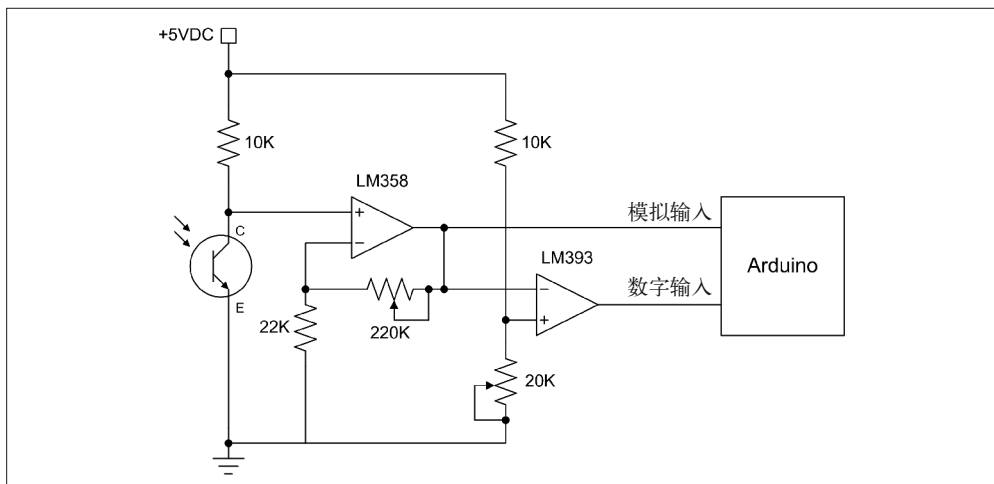 +5VDC
10K
10K
LM358
+
−
C
E
模拟输入
LM393
−
+
数字输入
Arduino
22K
220K
20K